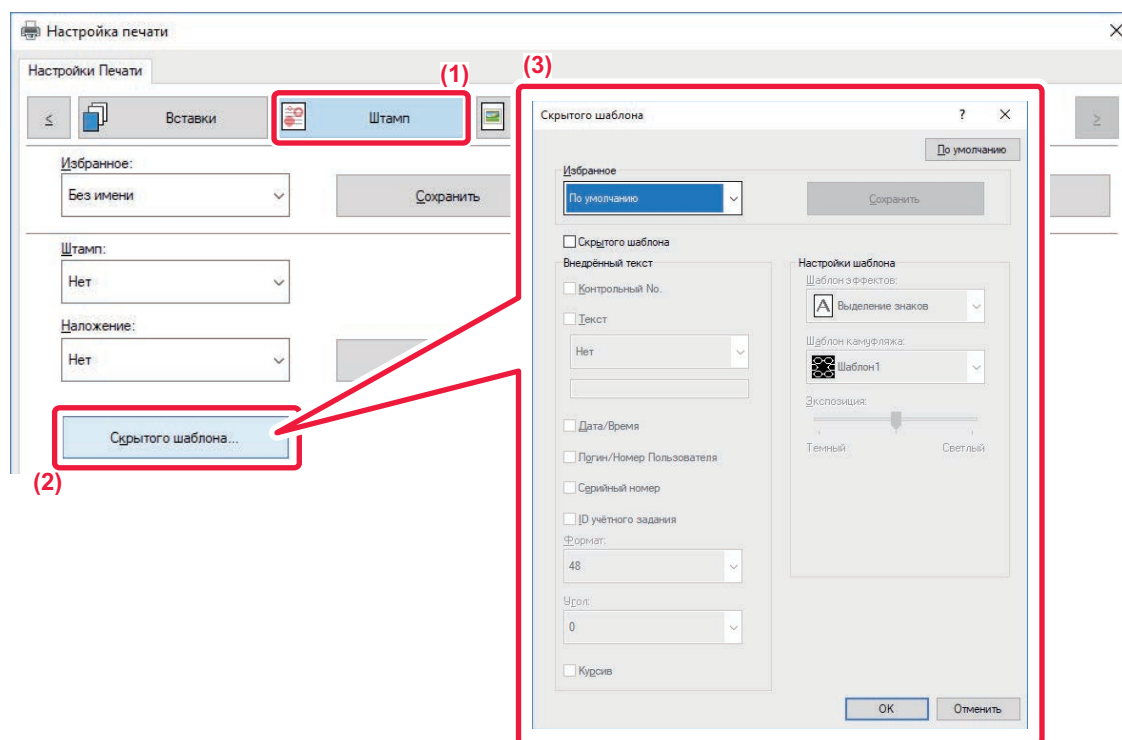 Настройка печати
Настройки Печати
(1)
(3)
<
Вставки
Штамп
>
Избранное:
Без имени
Сохранить
Штамп:
Нет
Наложение:
Нет
Скрытого шаблона...
(2)
Скрытого шаблона
?
По умолчанию
Избранное
По умолчанию
Сохранить
Скрытого шаблона
Внедрённый текст
Контрольный No.
Текст
Нет
Дата/Время
Логин/Номер Пользователя
Серийный номер
ID учётного задания
Формат:
48
Угол:
0
Курсив
Настройки шаблона
Шаблон эффектов:
A Выделение знаков
Шаблон камуфляжа:
Шаблон1
Экспозиция:
Темный Светлый
OK Отменить